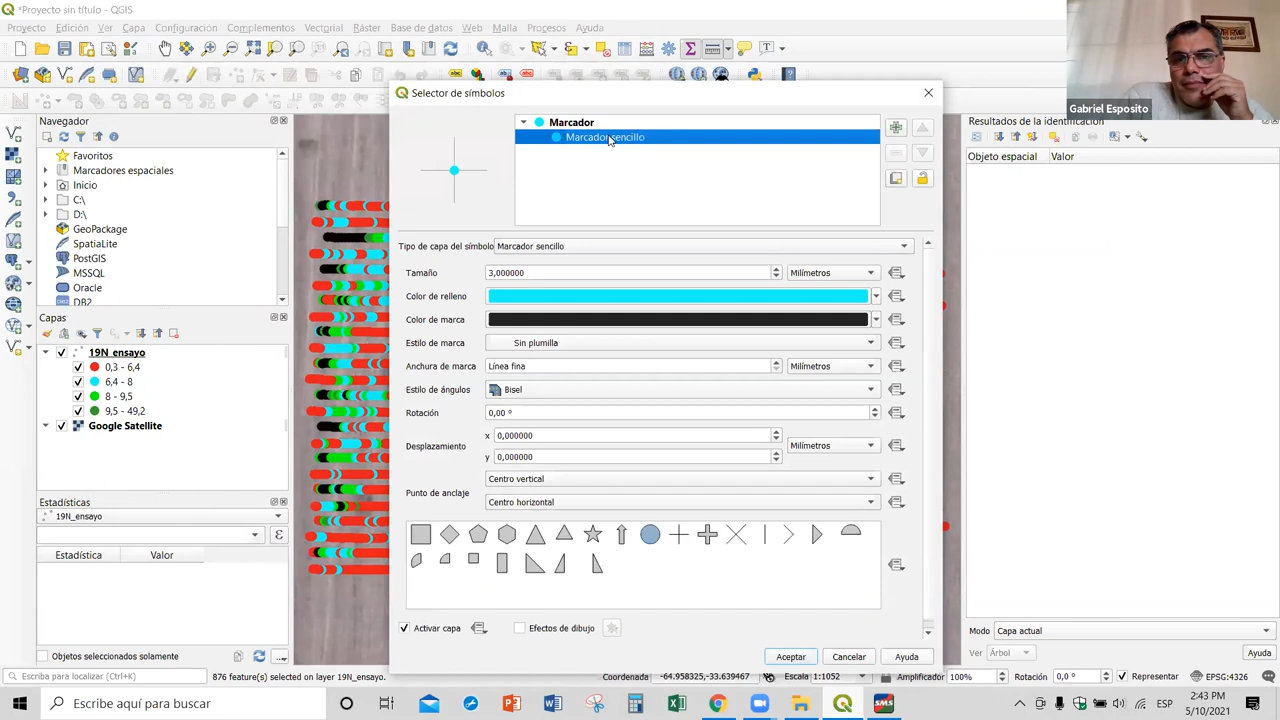 *Proyecto sin título - QGIS
Proyecto Edición Ver Capa Configuración Complementos Vectorial Ráster Base de datos Web Malla Procesos Ayuda
Gabriel Esposito
Navegador
Favoritos
Marcadores espaciales
Inicio
C:\
D:\
GeoPackage
SpatiaLite
PostGIS
MSSQL
Oracle
DB2
Capas
19N_ensayo
0,3 - 6,4
6,4 - 8
8 - 9,5
9,5 - 49,2
Google Satellite
Estadísticas
19N_ensayo
Estadística Valor
Objetos seleccionados solamente
Selector de símbolos
Marcador
Marcador sencillo
Tipo de capa del símbolo Marcador sencillo
Tamaño 3,000000 Milímetros
Color de relleno
Color de marca
Estilo de marca Sin plumilla
Anchura de marca Línea fina Milímetros
Estilo de ángulos Bisel
Rotación 0,00 °
Desplazamiento x 0,000000 Milímetros
y 0,000000
Punto de anclaje Centro vertical
Centro horizontal
Activar capa Efectos de dibujo
Aceptar Cancelar Ayuda
Resultados de la identificación
Objeto espacial Valor
Modo Capa actual
Ver Árbol Ayuda
Escribe para localizar (Ctrl+K) 876 feature(s) selected on layer 19N_ensayo. Coordenada -64.958325,-33.639467 Escala 1:1052 Amplificador 100% Rotación 0,0 ° Representar EPSG:4326
Escribe aquí para buscar
SMS
ESP
2:43 PM
5/10/2021